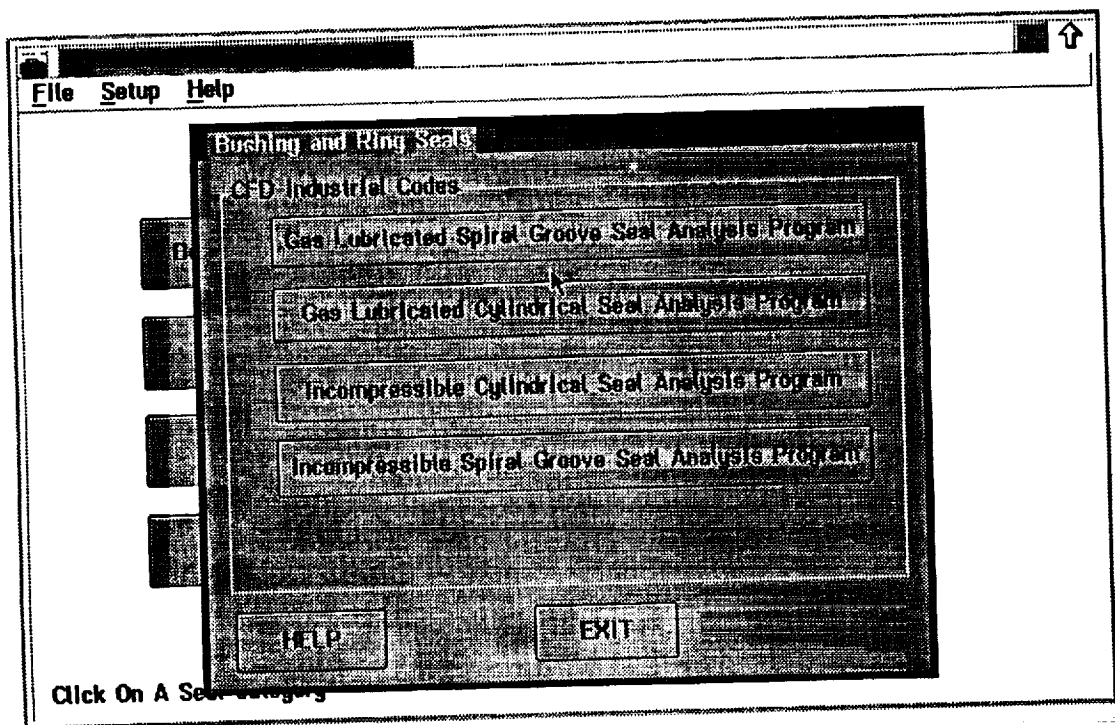 File Setup Help
Bushing and Ring Seals
CFD Industrial Codes
Gas Lubricated Spiral Groove Seal Analysis Program
Gas Lubricated Cylindrical Seal Analysis Program
Incompressible Cylindrical Seal Analysis Program
Incompressible Spiral Groove Seal Analysis Program
HELP EXIT
Click On A Seal Category